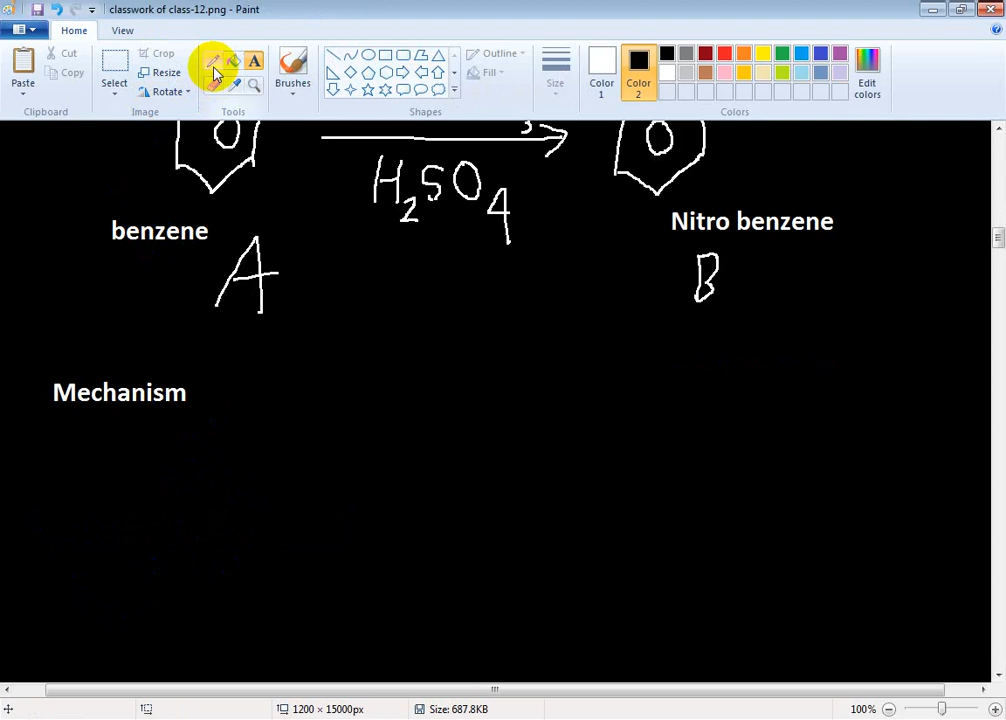 classwork of class-12.png - Paint
Home View
Paste
Cut
Copy
Clipboard
Select
Crop
Resize
Rotate
Image
A
Tools
Brushes
Outline
Fill
Shapes
Size
Color 1
Color 2
Edit colors
Colors
H2SO4
benzene
Nitro benzene
A
B
Mechanism
1200 × 15000px
Size: 687.8KB
100%